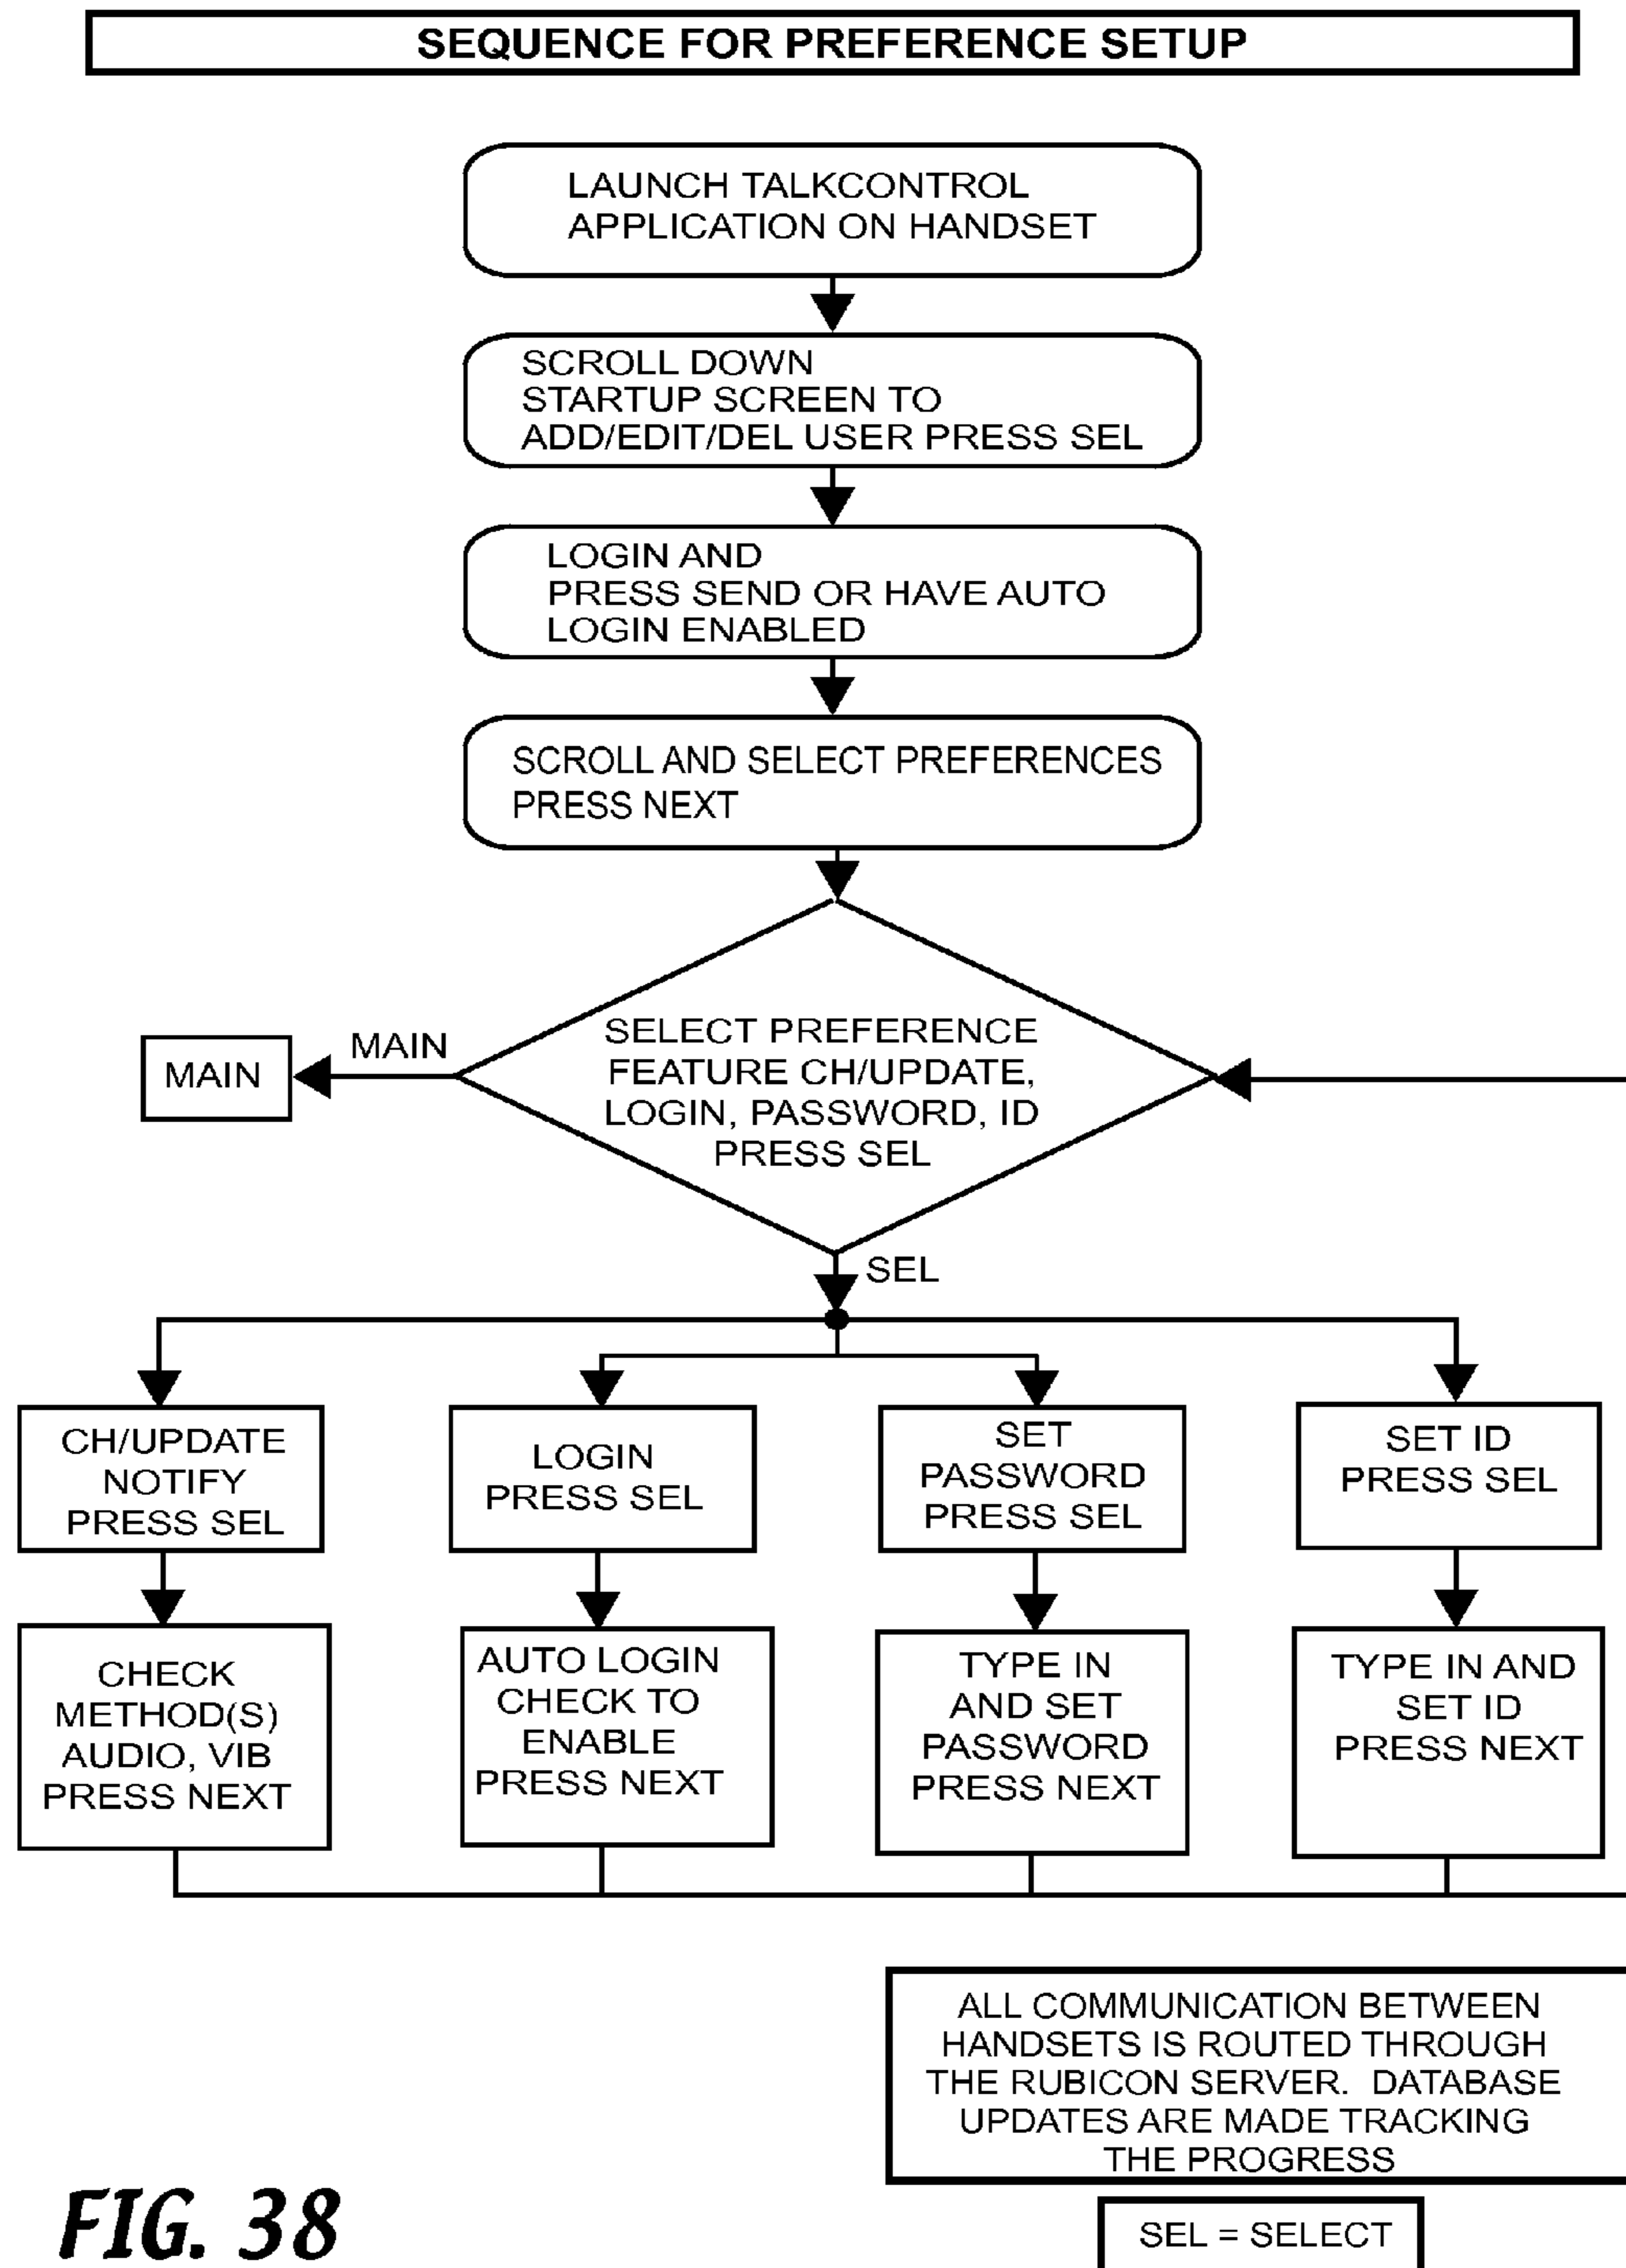 SEQUENCE FOR PREFERENCE SETUP
LAUNCH TALKCONTROL
APPLICATION ON HANDSET
SCROLL DOWN
STARTUP SCREEN TO
ADD/EDIT/DEL USER PRESS SEL
LOGIN AND
PRESS SEND OR HAVE AUTO
LOGIN ENABLED
SCROLL AND SELECT PREFERENCES
PRESS NEXT
SELECT PREFERENCE
FEATURE CH/UPDATE,
LOGIN, PASSWORD, ID
PRESS SEL
MAIN
MAIN
SEL
CH/UPDATE
NOTIFY
PRESS SEL
LOGIN
PRESS SEL
SET
PASSWORD
PRESS SEL
SET ID
PRESS SEL
CHECK
METHOD(S)
AUDIO, VIB
PRESS NEXT
AUTO LOGIN
CHECK TO
ENABLE
PRESS NEXT
TYPE IN
AND SET
PASSWORD
PRESS NEXT
TYPE IN AND
SET ID
PRESS NEXT
ALL COMMUNICATION BETWEEN
HANDSETS IS ROUTED THROUGH
THE RUBICON SERVER. DATABASE
UPDATES ARE MADE TRACKING
THE PROGRESS
SEL = SELECT
FIG. 38